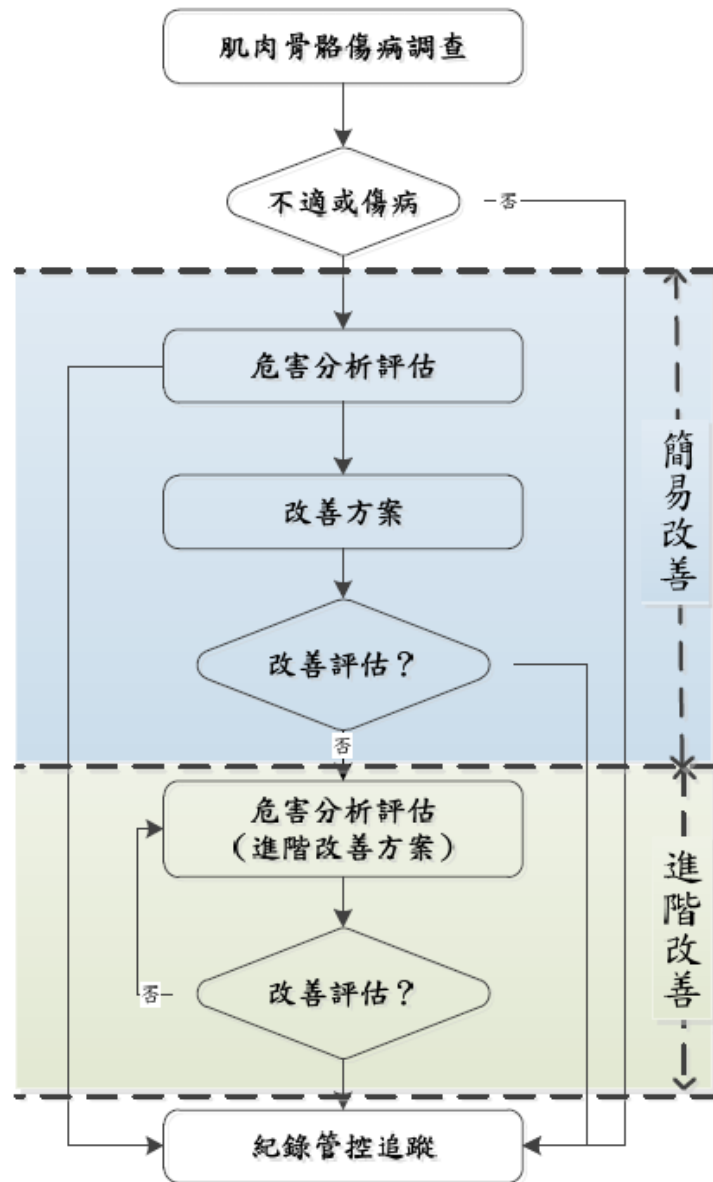 肌肉骨骼傷病調查
不適或傷病
否
危害分析評估
改善方案
簡易改善
改善評估？
否
危害分析評估
（進階改善方案）
進階改善
改善評估？
否
紀錄管控追蹤